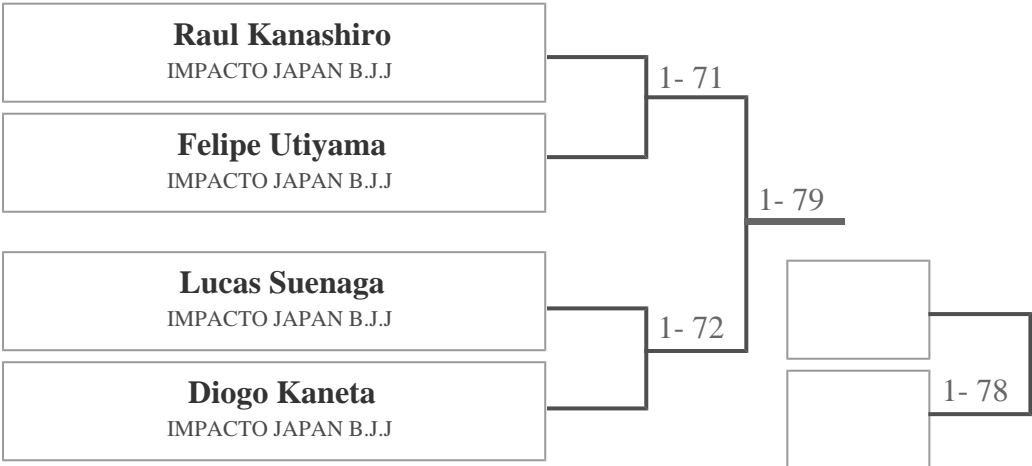 Raul Kanashiro
IMPACTO JAPAN B.J.J
1- 71
Felipe Utiyama
IMPACTO JAPAN B.J.J
1- 79
Lucas Suenaga
IMPACTO JAPAN B.J.J
1- 72
Diogo Kaneta
IMPACTO JAPAN B.J.J
1- 78